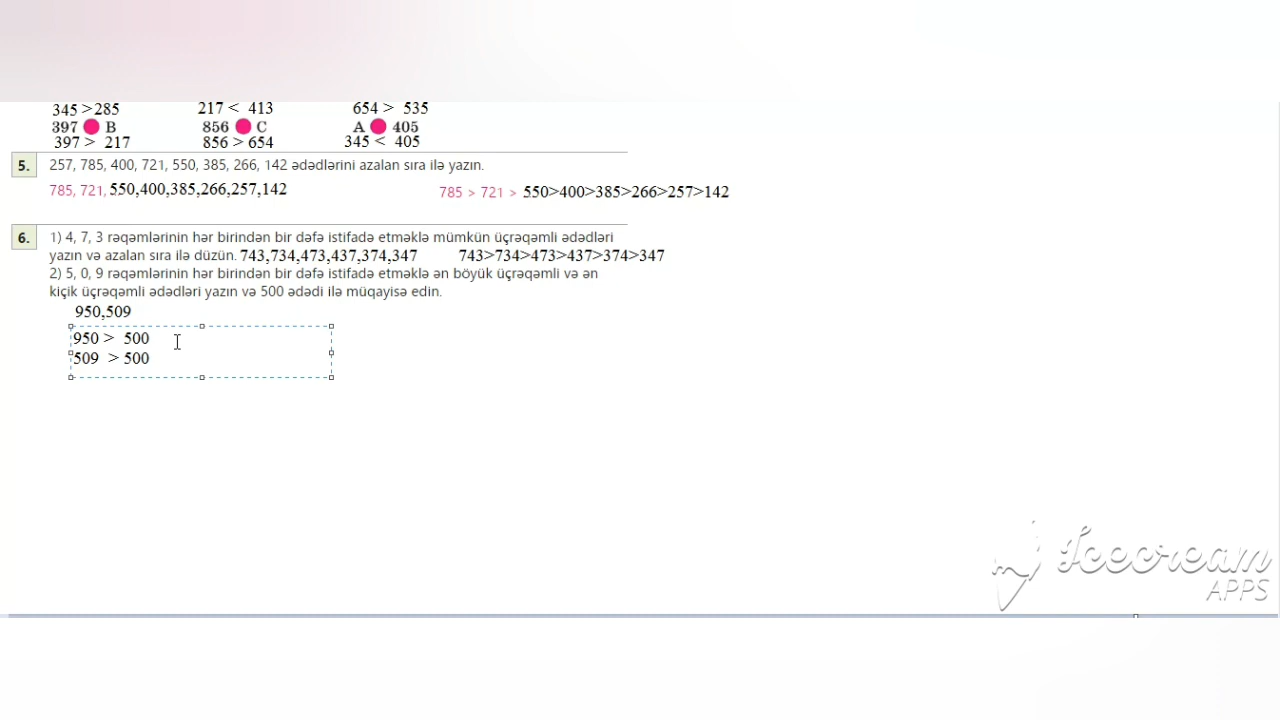 345 >285 217 < 413 654 > 535
397 B 856 C A 405
397 > 217 856 > 654 345 < 405
5. 257, 785, 400, 721, 550, 385, 266, 142 ədədlərini azalan sıra ilə yazın.
785, 721, 550,400,385,266,257,142 785 > 721 > 550>400>385>266>257>142
6. 1) 4, 7, 3 rəqəmlərinin hər birindən bir dəfə istifadə etməklə mümkün üçrəqəmli ədədləri
yazın və azalan sıra ilə düzün. 743,734,473,437,374,347 743>734>473>437>374>347
2) 5, 0, 9 rəqəmlərinin hər birindən bir dəfə istifadə etməklə ən böyük üçrəqəmli və ən
kiçik üçrəqəmli ədədləri yazın və 500 ədədi ilə müqayisə edin.
950,509
950 > 500
509 > 500
Icecream
APPS